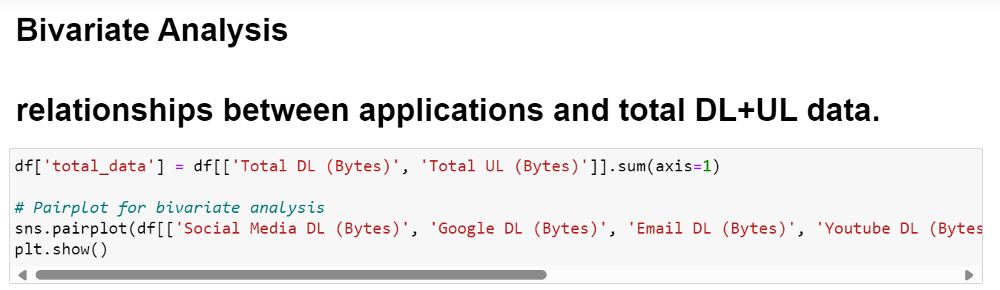 Bivariate Analysis
relationships between applications and total DL+UL data.
df['total_data'] = df[['Total DL (Bytes)', 'Total UL (Bytes)']].sum(axis=1)
# Pairplot for bivariate analysis
sns.pairplot(df[['Social Media DL (Bytes)', 'Google DL (Bytes)', 'Email DL (Bytes)', 'Youtube DL (Bytes
plt.show()